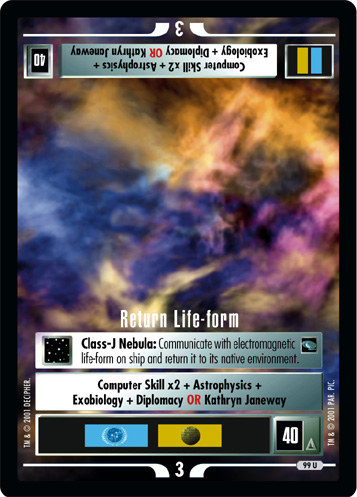 3
Computer Skill x2 + Astrophysics +
Exobiology + Diplomacy OR Kathryn Janeway
40
Return Life-form
Class-J Nebula: Communicate with electromagnetic
life-form on ship and return it to its native environment.
Computer Skill x2 + Astrophysics +
Exobiology + Diplomacy OR Kathryn Janeway
40
TM & © 2001 DECIPHER.
TM & © 2001 PAR. PIC.
3
99 U